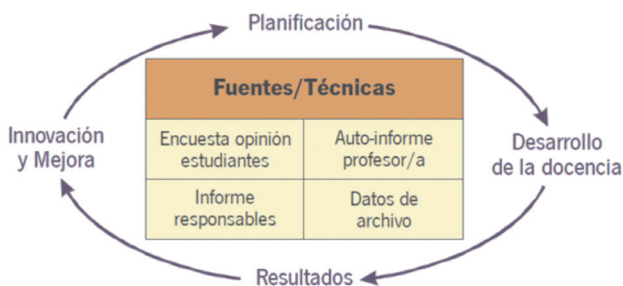 Planificación
Fuentes/Técnicas
Encuesta opinión
estudiantes
Auto-informe
profesor/a
Informe
responsables
Datos de
archivo
Innovación
y Mejora
Desarrollo
de la docencia
Resultados